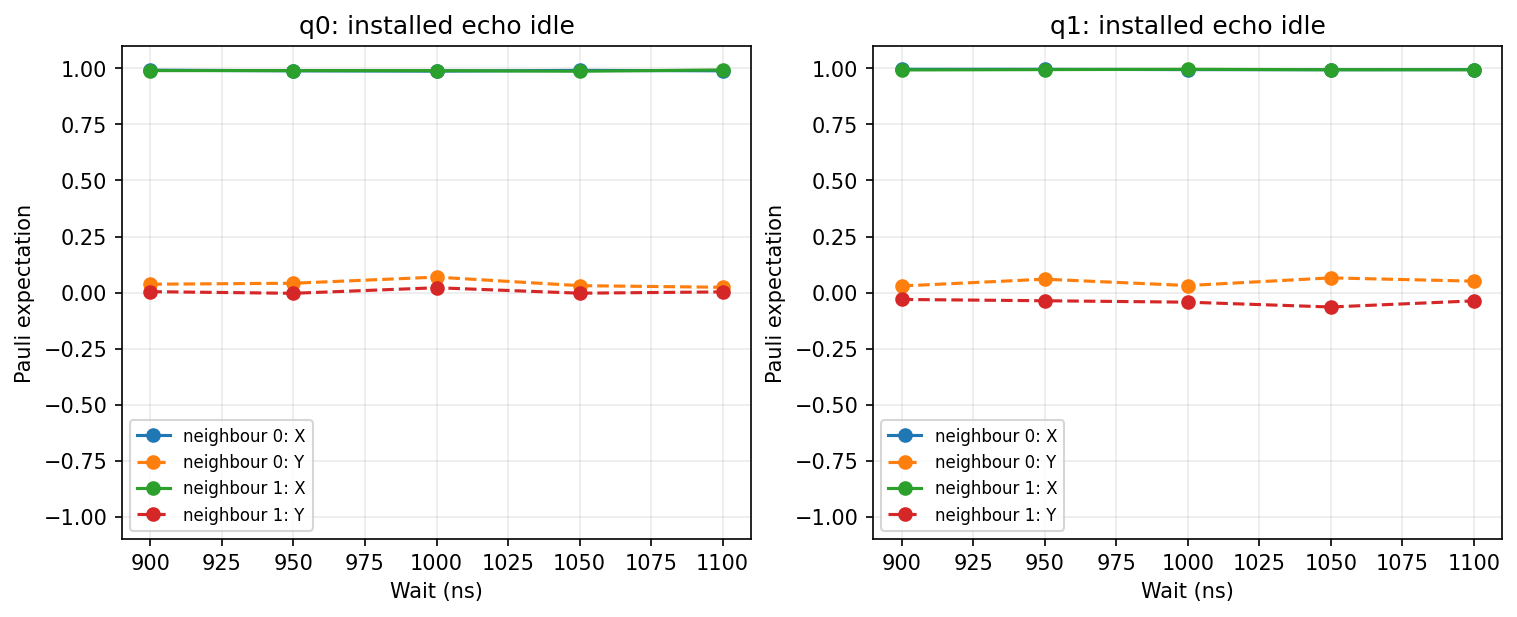 q0: installed echo idle
Pauli expectation
1.00
0.75
0.50
0.25
0.00
−0.25
−0.50
−0.75
−1.00
neighbour 0: X
neighbour 0: Y
neighbour 1: X
neighbour 1: Y
900 925 950 975 1000 1025 1050 1075 1100
Wait (ns)
q1: installed echo idle
Pauli expectation
1.00
0.75
0.50
0.25
0.00
−0.25
−0.50
−0.75
−1.00
neighbour 0: X
neighbour 0: Y
neighbour 1: X
neighbour 1: Y
900 925 950 975 1000 1025 1050 1075 1100
Wait (ns)